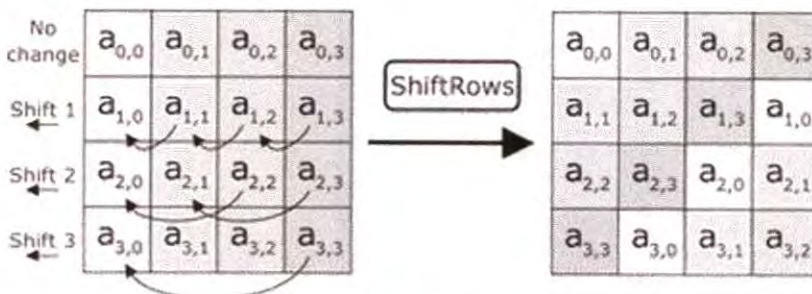 No change
a0,0 a0,1 a0,2 a0,3
Shift 1
a1,0 a1,1 a1,2 a1,3
Shift 2
a2,0 a2,1 a2,2 a2,3
Shift 3
a3,0 a3,1 a3,2 a3,3
ShiftRows
a0,0 a0,1 a0,2 a0,3
a1,1 a1,2 a1,3 a1,0
a2,2 a2,3 a2,0 a2,1
a3,3 a3,0 a3,1 a3,2